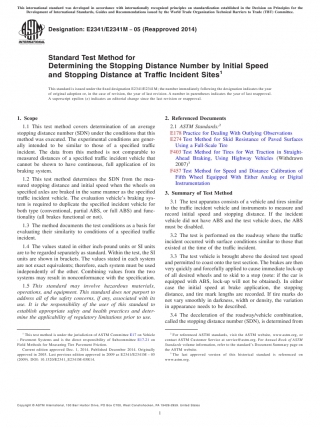 This international standard was developed in accordance with internationally recognized principles on standardization established in the Decision on Principles for the
Development of International Standards, Guides and Recommendations issued by the World Trade Organization Technical Barriers to Trade (TBT) Committee.
Designation: E2341/E2341M − 05 (Reapproved 2014)
Standard Test Method for
Determining the Stopping Distance Number by Initial Speed
and Stopping Distance at Traffic Incident Sites1
This standard is issued under the fixed designation E2341/E2341M; the number immediately following the designation indicates the year
of original adoption or, in the case of revision, the year of last revision. A number in parentheses indicates the year of last reapproval.
A superscript epsilon (ε) indicates an editorial change since the last revision or reapproval.
1. Scope
1.1 This test method covers determination of an average
stopping distance number (SDN) under the conditions that this
method was executed. The experimental conditions are gener-
ally intended to be similar to those of a specified traffic
incident. The data from this method is not comparable to
measured distances of a specified traffic incident vehicle that
cannot be shown to have continuous, full application of its
braking system.
1.2 This test method determines the SDN from the mea-
sured stopping distance and initial speed when the wheels on
specified axles are braked in the same manner as the specified
traffic incident vehicle. The evaluation vehicle's braking sys-
tem is required to duplicate the specified incident vehicle for
both type (conventional, partial ABS, or full ABS) and func-
tionality (all brakes functional or not).
1.3 The method documents the test conditions as a basis for
evaluating their similarity to conditions of a specified traffic
incident.
1.4 The values stated in either inch-pound units or SI units
are to be regarded separately as standard. Within the text, the SI
units are shown in brackets. The values stated in each system
are not exact equivalents; therefore, each system must be used
independently of the other. Combining values from the two
systems may result in nonconformance with the specification.
1.5 This standard may involve hazardous materials,
operations, and equipment. This standard does not purport to
address all of the safety concerns, if any, associated with its
use. It is the responsibility of the user of this standard to
establish appropriate safety and health practices and deter-
mine the applicability of regulatory limitations prior to use.
1 This test method is under the jurisdiction of ASTM Committee E17 on Vehicle
- Pavement Systems and is the direct responsibility of Subcommittee E17.21 on
Field Methods for Measuring Tire Pavement Friction.
Current edition approved Dec. 1, 2014. Published December 2014. Originally
approved in 2005. Last previous edition approved in 2009 as E2341/E2341M – 05
(2009). DOI: 10.1520/E2341_E2341M-05R14.
2. Referenced Documents
2.1 ASTM Standards:2
E178 Practice for Dealing With Outlying Observations
E274 Test Method for Skid Resistance of Paved Surfaces
Using a Full-Scale Tire
F403 Test Method for Tires for Wet Traction in Straight-
Ahead Braking, Using Highway Vehicles (Withdrawn
2007)3
F457 Test Method for Speed and Distance Calibration of
Fifth Wheel Equipped With Either Analog or Digital
Instrumentation
3. Summary of Test Method
3.1 The test apparatus consists of a vehicle and tires similar
to the traffic incident vehicle and instruments to measure and
record initial speed and stopping distance. If the incident
vehicle did not have ABS and the test vehicle does, the ABS
must be disabled.
3.2 The test is performed on the roadway where the traffic
incident occurred with surface conditions similar to those that
existed at the time of the traffic incident.
3.3 The test vehicle is brought above the desired test speed
and permitted to coast onto the test section. The brakes are then
very quickly and forcefully applied to cause immediate lock-up
of all desired wheels and to skid to a stop (note: if the car is
equipped with ABS, lock-up will not be obtained). In either
case the initial speed at brake application, the stopping
distance, and tire mark lengths are recorded. If tire marks do
not vary smoothly in darkness, width or density, the variation
in appearance needs to be described.
3.4 The deceleration of the roadway/vehicle combination,
called the stopping distance number (SDN), is determined from
2 For referenced ASTM standards, visit the ASTM website, www.astm.org, or
contact ASTM Customer Service at service@astm.org. For Annual Book of ASTM
Standards volume information, refer to the standard's Document Summary page on
the ASTM website.
3 The last approved version of this historical standard is referenced on
www.astm.org.
Copyright © ASTM International, 100 Barr Harbor Drive, PO Box C700, West Conshohocken, PA 19428-2959. United States
1